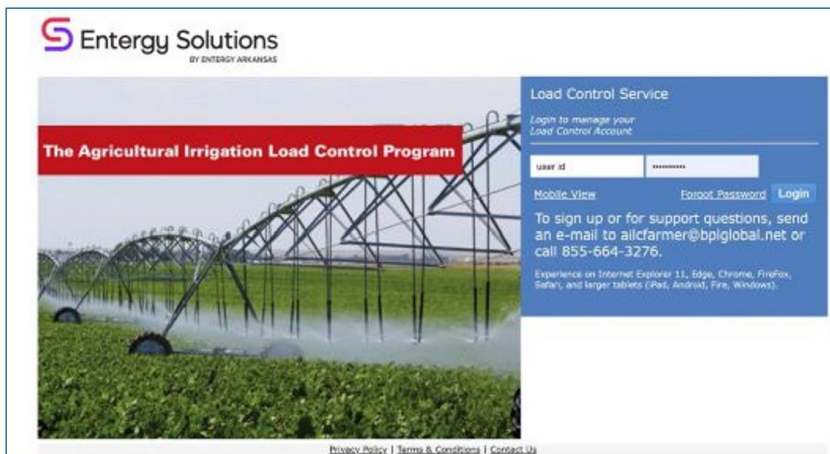 Entergy Solutions
BY ENTERGY ARKANSAS
The Agricultural Irrigation Load Control Program
Load Control Service
Login to manage your
Load Control Account
user id
Mobile View
Forgot Password
Login
To sign up or for support questions, send
an e-mail to ailcfarmer@bplglobal.net or
call 855-664-3276.
Experience on Internet Explorer 11, Edge, Chrome, FireFox,
Safari, and larger tablets (iPad, Android, Fire, Windows).
Privacy Policy | Terms & Conditions | Contact Us